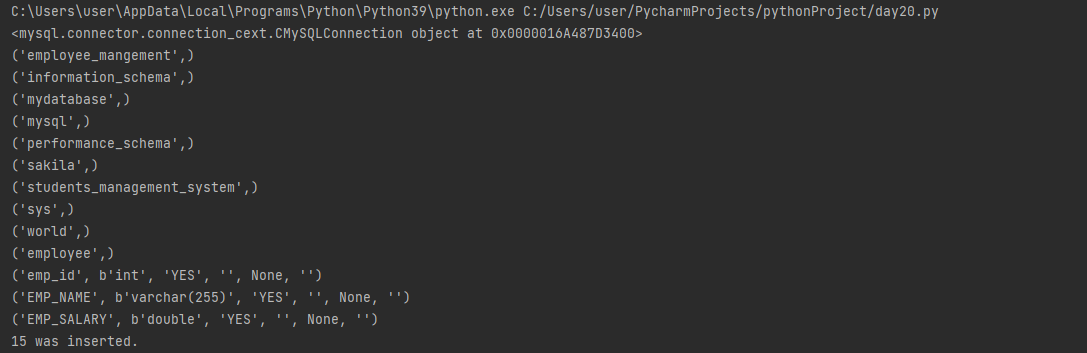 C:\Users\user\AppData\Local\Programs\Python\Python39\python.exe C:/Users/user/PycharmProjects/pythonProject/day20.py
<mysql.connector.connection_cext.CMySQLConnection object at 0x0000016A487D3400>
('employee_mangement',)
('information_schema',)
('mydatabase',)
('mysql',)
('performance_schema',)
('sakila',)
('students_management_system',)
('sys',)
('world',)
('employee',)
('emp_id', b'int', 'YES', '', None, '')
('EMP_NAME', b'varchar(255)', 'YES', '', None, '')
('EMP_SALARY', b'double', 'YES', '', None, '')
15 was inserted.